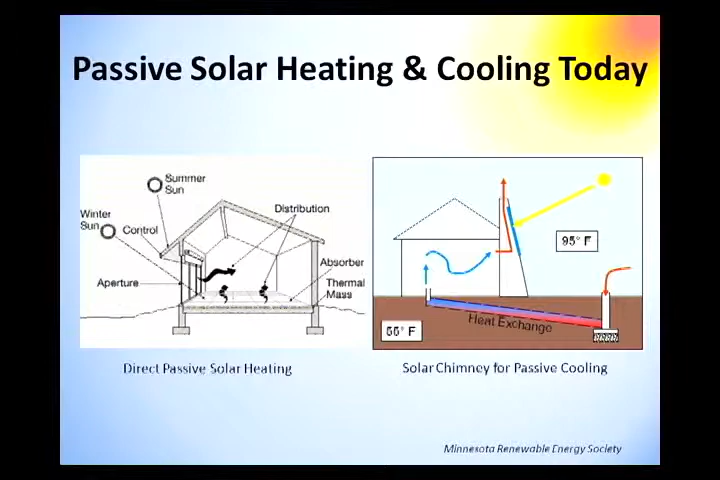 Passive Solar Heating & Cooling Today
Summer
Sun
Winter
Sun
Control
Distribution
Aperture
Absorber
Thermal
Mass
95° F
55° F
Heat Exchange
Direct Passive Solar Heating
Solar Chimney for Passive Cooling
Minnesota Renewable Energy Society